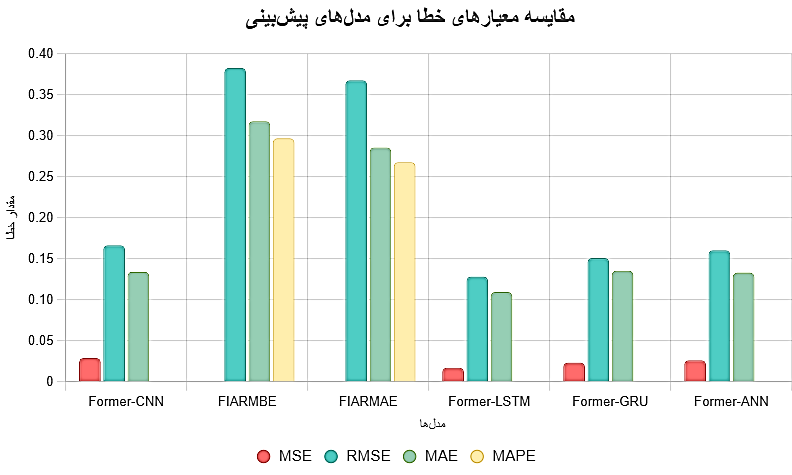 مقایسه معیارهای خطا برای مدل‌های پیش‌بینی
مقدار خطا
0.40
0.35
0.30
0.25
0.20
0.15
0.10
0.05
0
Former-CNN FIARMBE FIARMAE Former-LSTM Former-GRU Former-ANN
مدل‌ها
MSE RMSE MAE MAPE